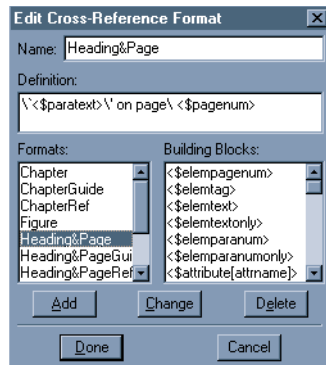 Edit Cross-Reference Format
Name: Heading&Page
Definition:
\`<$paratext>\' on page\ <$pagenum>
Formats: Building Blocks:
Chapter <$elempagenum>
ChapterGuide <$elemtag>
ChapterRef <$elemtext>
Figure <$elemtextonly>
Heading&Page <$elemparanum>
Heading&PageGui <$elemparanumonly>
Heading&PageRef <$attribute[attrname]>
Add Change Delete
Done Cancel